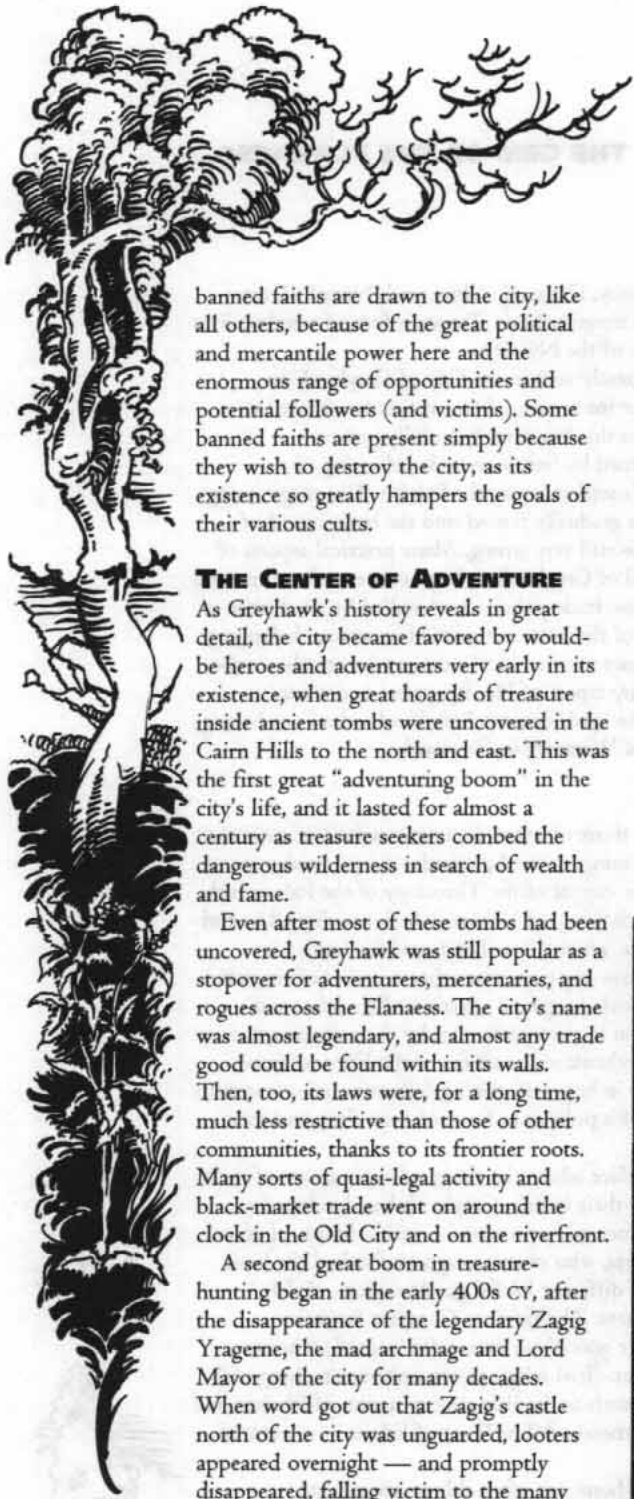 banned faiths are drawn to the city, like
all others, because of the great political
and mercantile power here and the
enormous range of opportunities and
potential followers (and victims). Some
banned faiths are present simply because
they wish to destroy the city, as its
existence so greatly hampers the goals of
their various cults.
THE CENTER OF ADVENTURE
As Greyhawk's history reveals in great
detail, the city became favored by would-
be heroes and adventurers very early in its
existence, when great hoards of treasure
inside ancient tombs were uncovered in the
Cairn Hills to the north and east. This was
the first great “adventuring boom” in the
city's life, and it lasted for almost a
century as treasure seekers combed the
dangerous wilderness in search of wealth
and fame.
Even after most of these tombs had been
uncovered, Greyhawk was still popular as a
stopover for adventurers, mercenaries, and
rogues across the Flanaess. The city's name
was almost legendary, and almost any trade
good could be found within its walls.
Then, too, its laws were, for a long time,
much less restrictive than those of other
communities, thanks to its frontier roots.
Many sorts of quasi-legal activity and
black-market trade went on around the
clock in the Old City and on the riverfront.
A second great boom in treasure-
hunting began in the early 400s CY, after
the disappearance of the legendary Zagig
Yragerne, the mad archmage and Lord
Mayor of the city for many decades.
When word got out that Zagig's castle
north of the city was unguarded, looters
appeared overnight — and promptly
disappeared, falling victim to the many